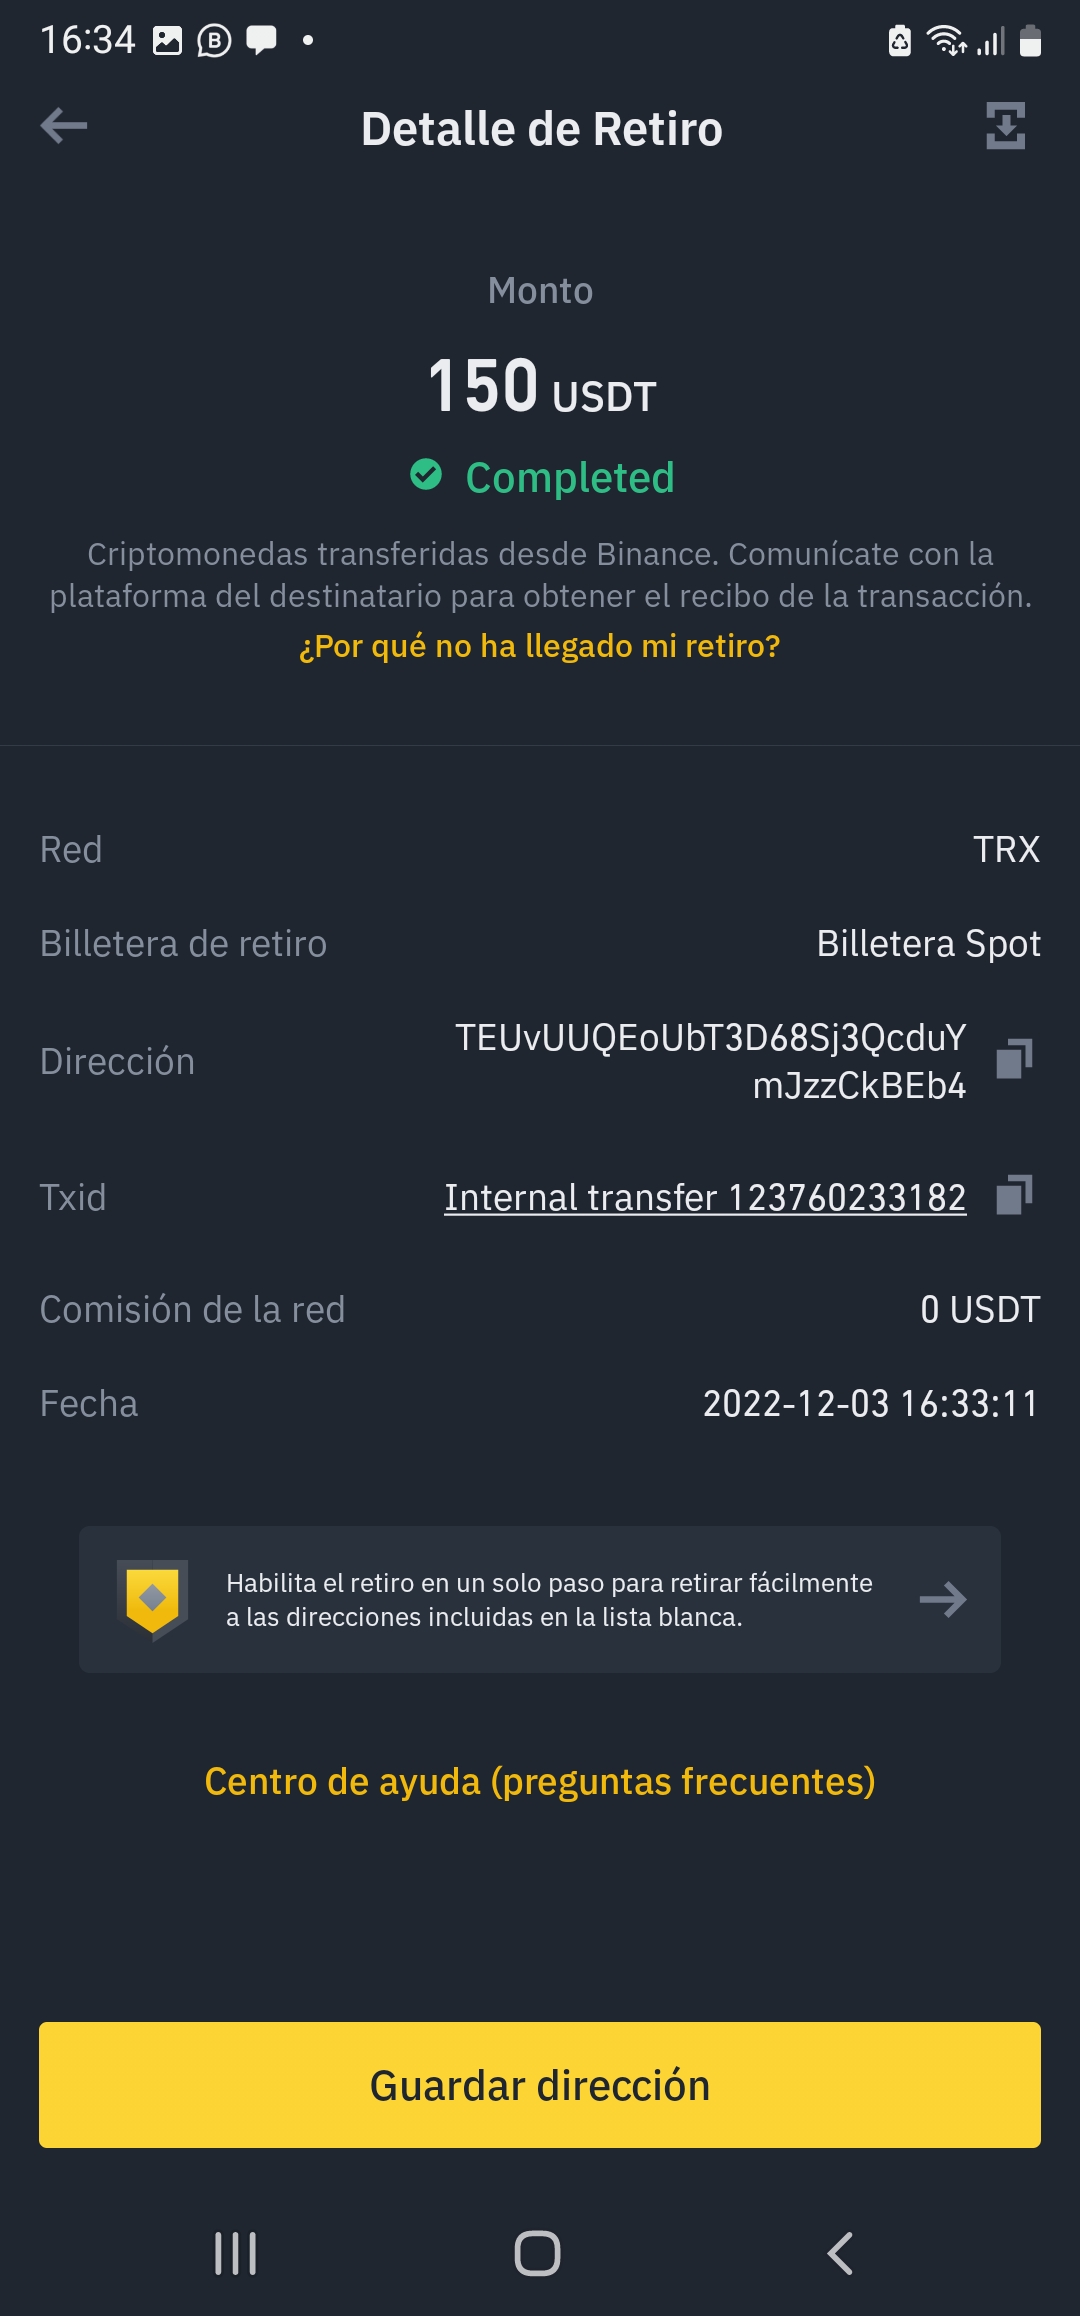 16:34
Detalle de Retiro
Monto
150 USDT
Completed
Criptomonedas transferidas desde Binance. Comunícate con la
plataforma del destinatario para obtener el recibo de la transacción.
¿Por qué no ha llegado mi retiro?
Red TRX
Billetera de retiro Billetera Spot
Dirección TEUvUUQEoUbT3D68Sj3QcduY
mJzzCkBEb4
Txid Internal transfer 123760233182
Comisión de la red 0 USDT
Fecha 2022-12-03 16:33:11
Habilita el retiro en un solo paso para retirar fácilmente
a las direcciones incluidas en la lista blanca.
Centro de ayuda (preguntas frecuentes)
Guardar dirección